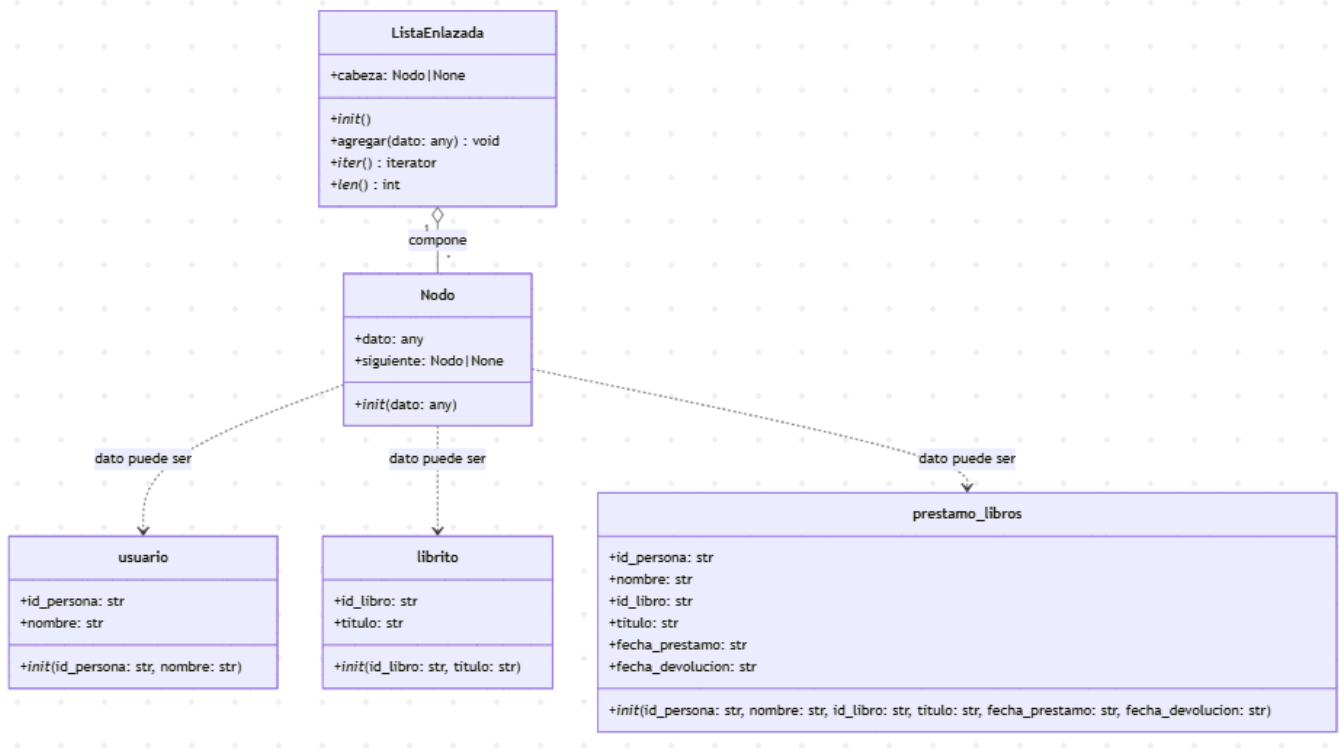 ListaEnlazada
+cabeza: Nodo|None
+init()
+agregar(dato: any) : void
+iter() : iterator
+len() : int
1
compone
*
Nodo
+dato: any
+siguiente: Nodo|None
+init(dato: any)
dato puede ser
dato puede ser
dato puede ser
usuario
+id_persona: str
+nombre: str
+init(id_persona: str, nombre: str)
librito
+id_libro: str
+titulo: str
+init(id_libro: str, titulo: str)
prestamo_libros
+id_persona: str
+nombre: str
+id_libro: str
+titulo: str
+fecha_prestamo: str
+fecha_devolucion: str
+init(id_persona: str, nombre: str, id_libro: str, titulo: str, fecha_prestamo: str, fecha_devolucion: str)